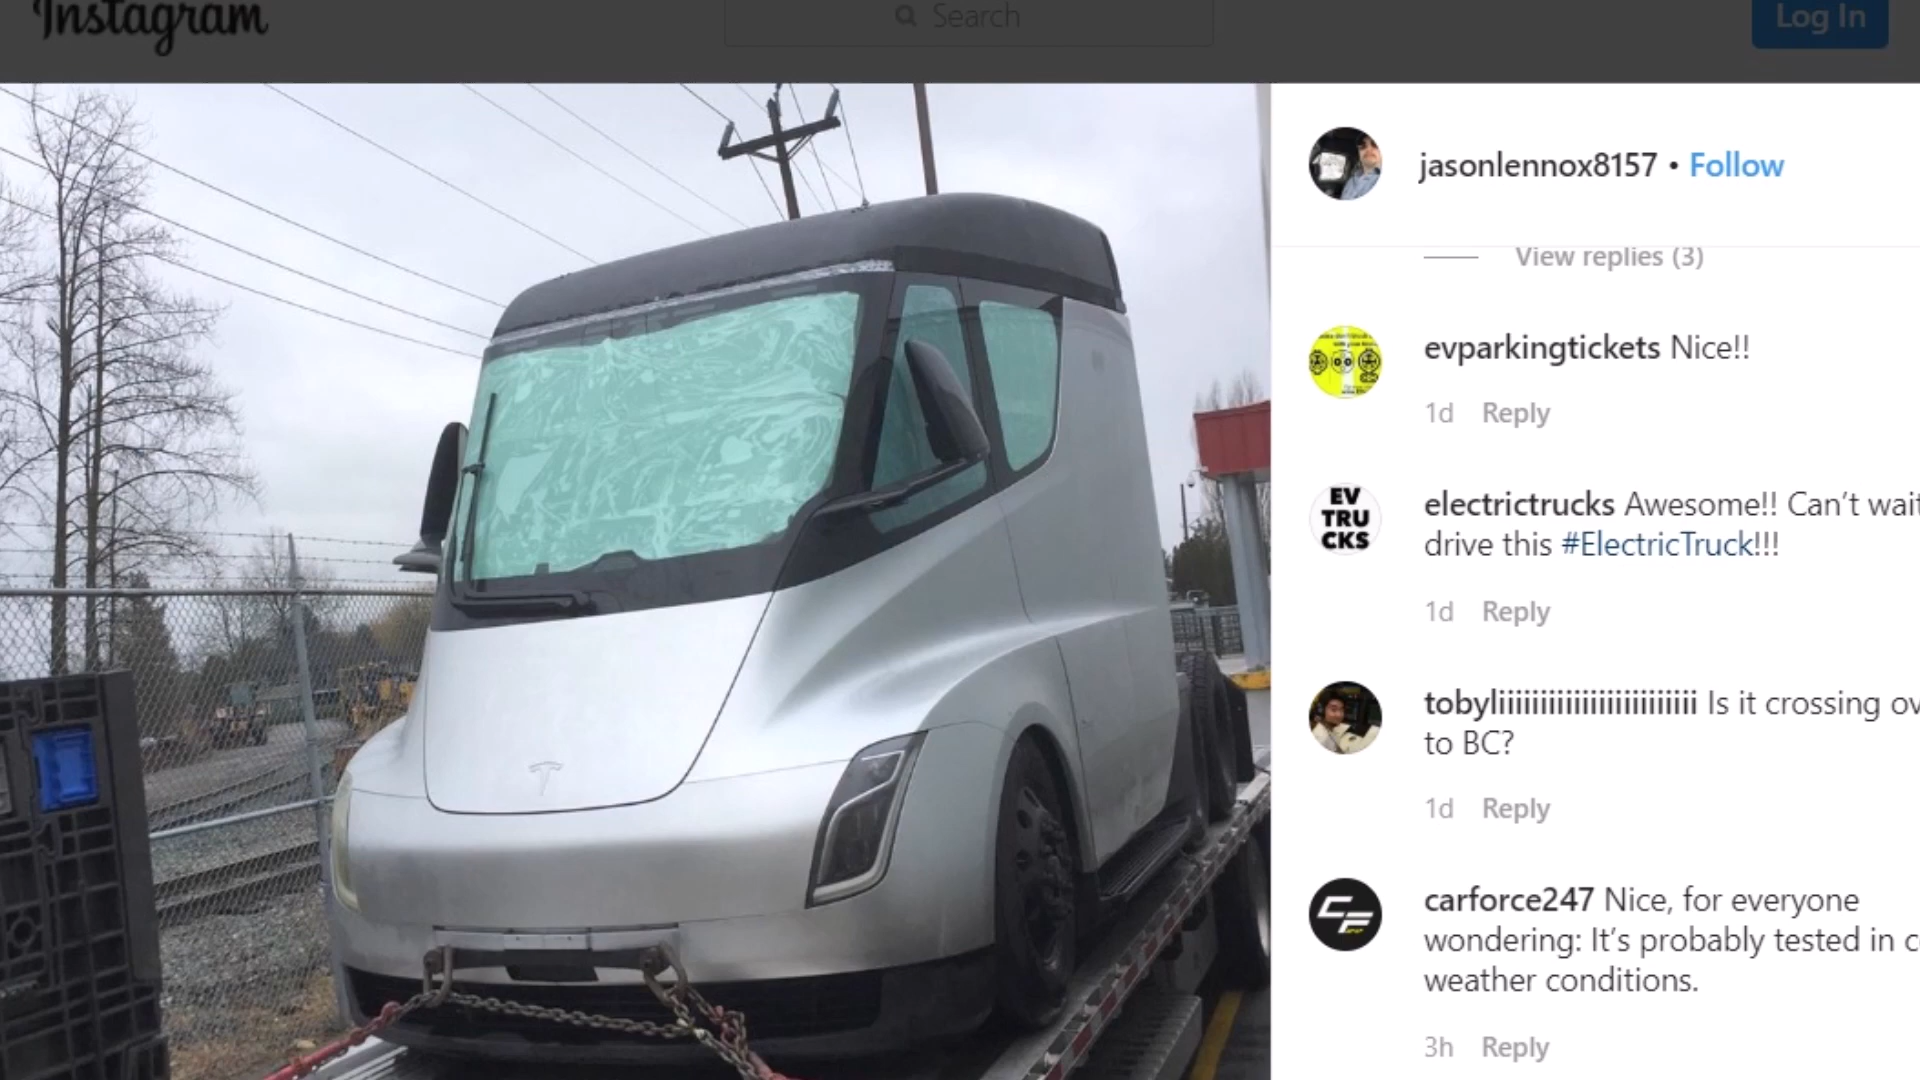 Instagram
Search
Log In
jasonlennox8157 • Follow
View replies (3)
evparkingtickets Nice!!
1d Reply
EV
TRU
CKS
electrictrucks Awesome!! Can't wait
drive this #ElectricTruck!!!
1d Reply
tobyliiiiiiiiiiiiiiiiiiiiiiii Is it crossing ov
to BC?
1d Reply
CF
carforce247 Nice, for everyone
wondering: It's probably tested in c
weather conditions.
3h Reply